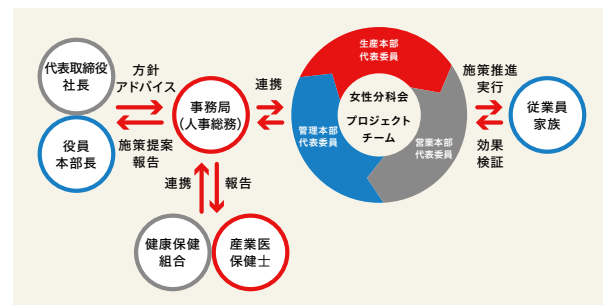 代表取締役
社長
役員
本部長
方針
アドバイス
施策提案
報告
事務局
(人事総務)
連携
報告
健康保健
組合
産業医
保健士
連携
生産本部
代表委員
管理本部
代表委員
営業本部
代表委員
女性分科会
プロジェクト
チーム
施策推進
実行
効果
検証
従業員
家族